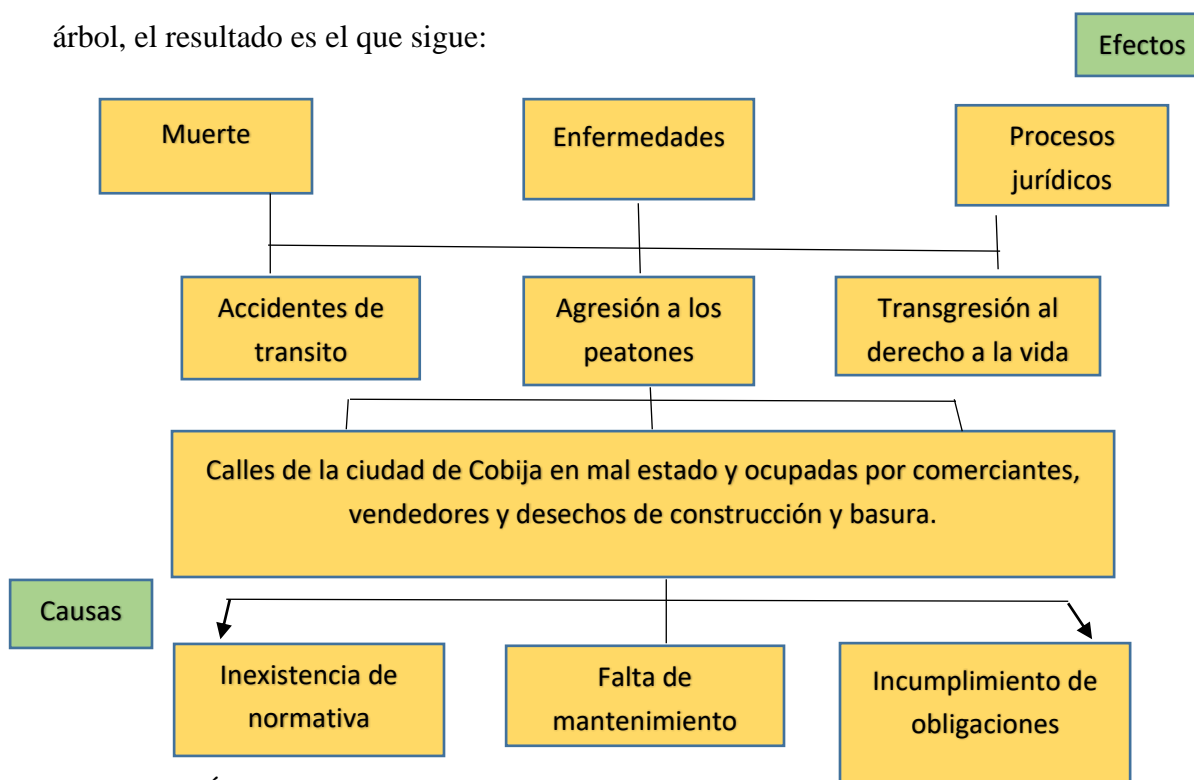 árbol, el resultado es el que sigue:
Efectos
Muerte
Enfermedades
Procesos
jurídicos
Accidentes de
transito
Agresión a los
peatones
Transgresión al
derecho a la vida
Calles de la ciudad de Cobija en mal estado y ocupadas por comerciantes,
vendedores y desechos de construcción y basura.
Causas
Inexistencia de
normativa
Falta de
mantenimiento
Incumplimiento de
obligaciones